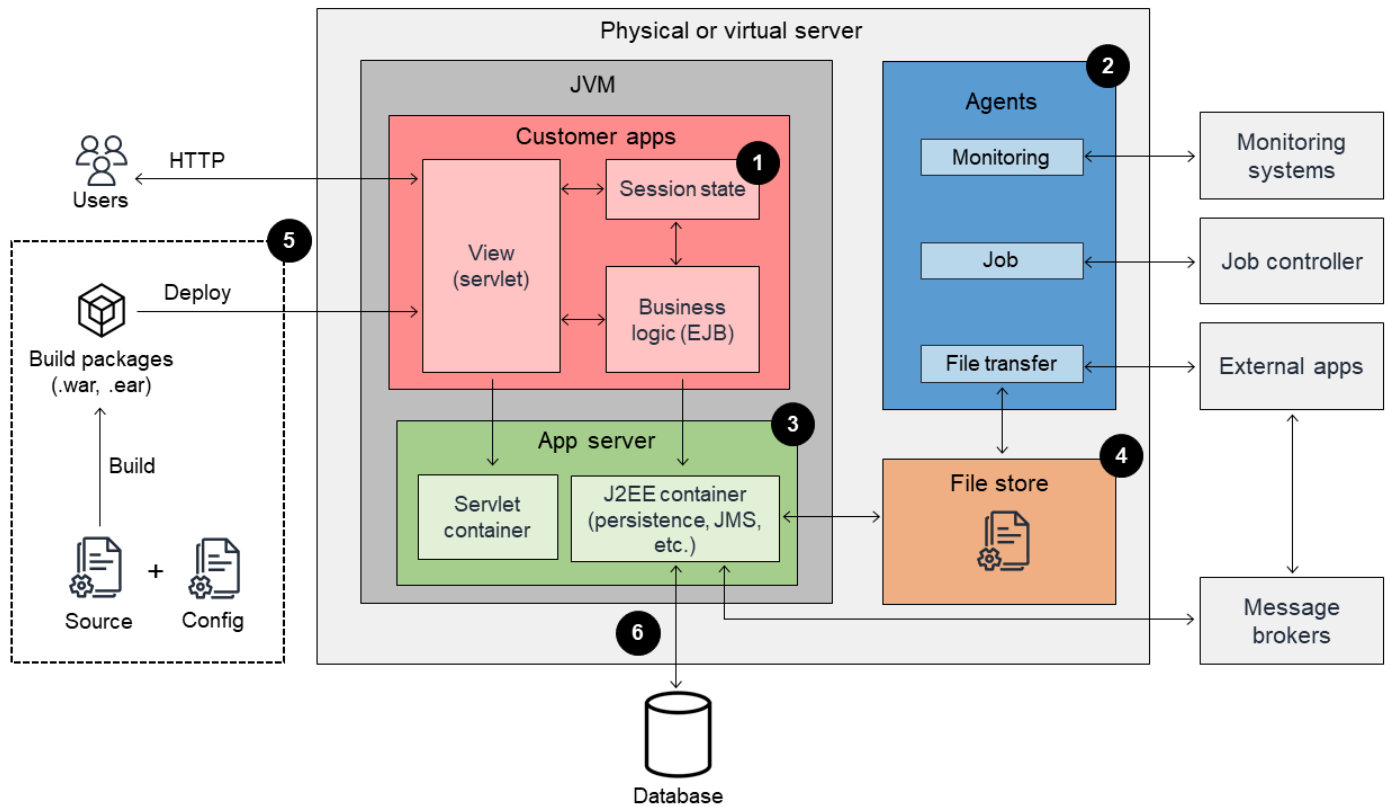 Physical or virtual server
JVM
Customer apps
1
Session state
View
(servlet)
Business
logic (EJB)
HTTP
Users
5
Deploy
Build packages
(.war, .ear)
Build
+
Source
Config
3
App server
Servlet
container
J2EE container
(persistence, JMS,
etc.)
2
Agents
Monitoring
Job
File transfer
4
File store
Monitoring
systems
Job controller
External apps
Message
brokers
6
Database